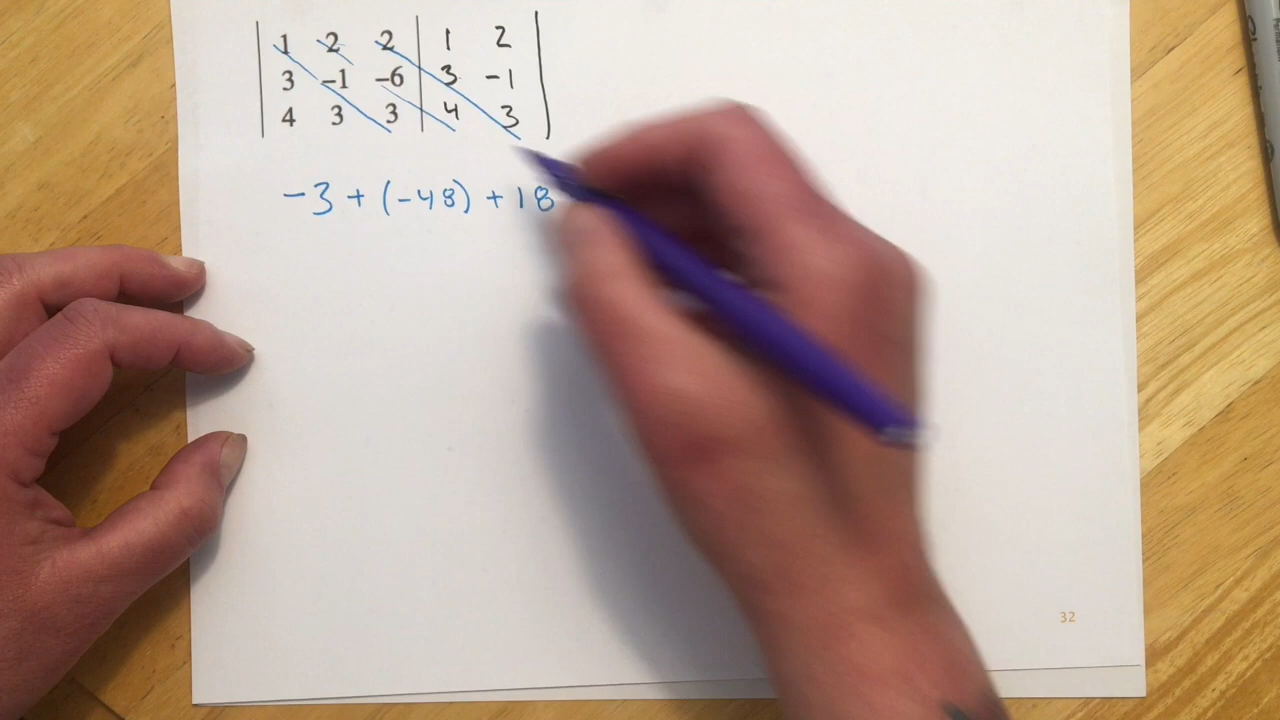 1 2 2 1 2
3 -1 -6 3 -1
4 3 3 4 3
-3 + (-48) + 18
32